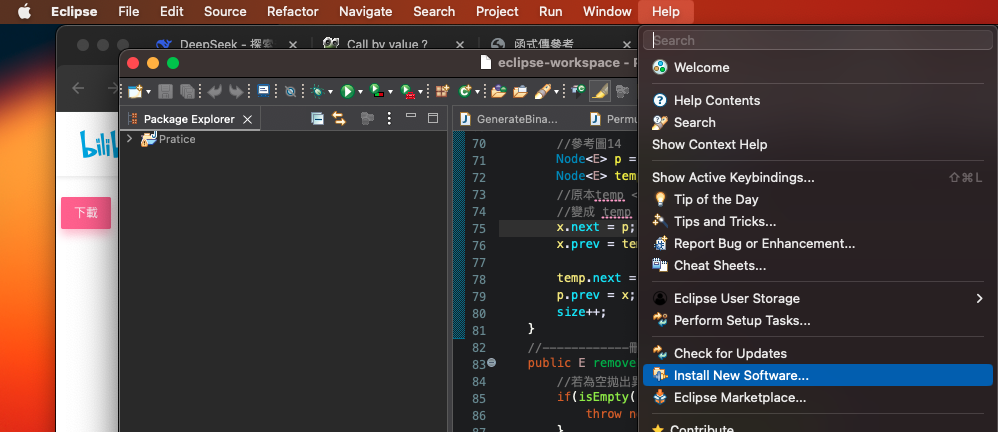 Eclipse File Edit Source Refactor Navigate Search Project Run Window Help
DeepSeek - 探索
Call by value ?
函式傳參考
eclipse-workspace -
Package Explorer
GenerateBina...
Pratice
下載
70 //參考圖14
71 Node<E> p =
72 Node<E> tem
73 //原本temp <
74 //變成 temp
75 x.next = p;
76 x.prev = tem
77
78 temp.next =
79 p.prev = x;
80 size++;
81 }
82
83 public E remove
84 //若為空拋出
85 if(isEmpty(
86 throw
87 }
Search
Welcome
Help Contents
Search
Show Context Help
Show Active Keybindings... ⇧⌘L
Tip of the Day
Tips and Tricks...
Report Bug or Enhancement...
Cheat Sheets...
Eclipse User Storage
Perform Setup Tasks...
Check for Updates
Install New Software...
Eclipse Marketplace...
Contribute